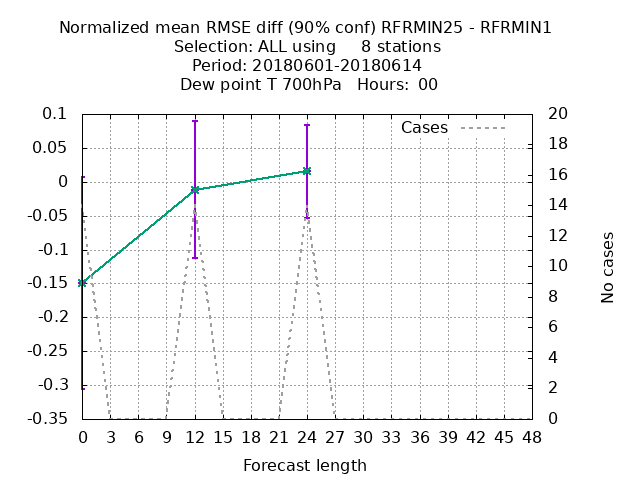 Normalized mean RMSE diff (90% conf) RFRMIN25 - RFRMIN1
Selection: ALL using 8 stations
Period: 20180601-20180614
Dew point T 700hPa Hours: 00
Cases
0.1
0.05
0
-0.05
-0.1
-0.15
-0.2
-0.25
-0.3
-0.35
20
18
16
14
12
10
8
6
4
2
0
No cases
0 3 6 9 12 15 18 21 24 27 30 33 36 39 42 45 48
Forecast length